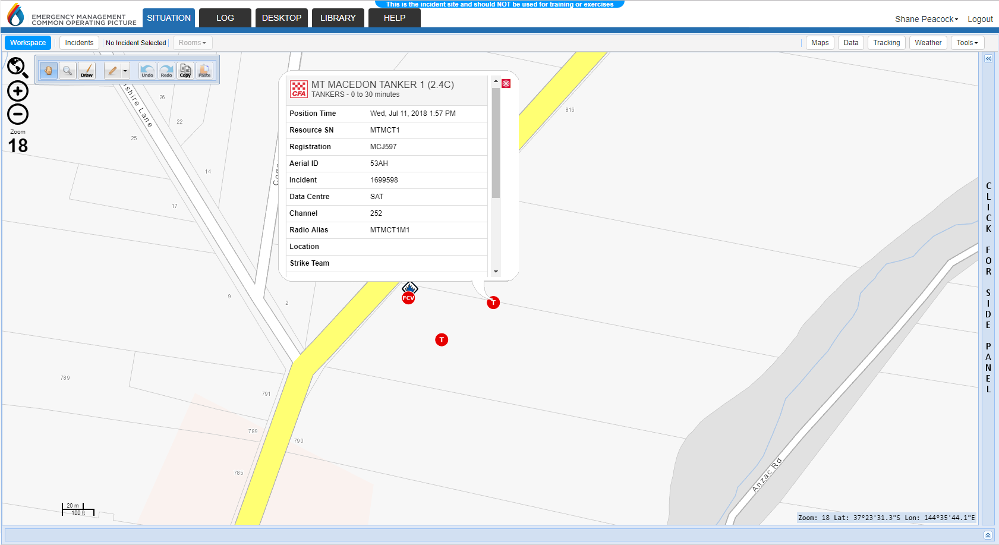 This is the incident site and should NOT be used for training or exercises
EMERGENCY MANAGEMENT
COMMON OPERATING PICTURE
SITUATION
LOG
DESKTOP
LIBRARY
HELP
Shane Peacock
Logout
Workspace
Incidents
No Incident Selected
Rooms
Maps
Data
Tracking
Weather
Tools
Draw
Undo
Redo
Copy
Paste
Zoom
18
CFA
MT MACEDON TANKER 1 (2.4C)
TANKERS - 0 to 30 minutes
Position Time Wed, Jul 11, 2018 1:57 PM
Resource SN MTMCT1
Registration MCJ597
Aerial ID 53AH
Incident 1699598
Data Centre SAT
Channel 252
Radio Alias MTMCT1M1
Location
Strike Team
shire Lane
26
22
25
14
17
816
9
2
FCV
T
T
789
791
789
790
785
Anzac Rd
20 m
100 ft
CLICK FOR SIDE PANEL
Zoom: 18 Lat: 37°23'31.3"S Lon: 144°35'44.1"E